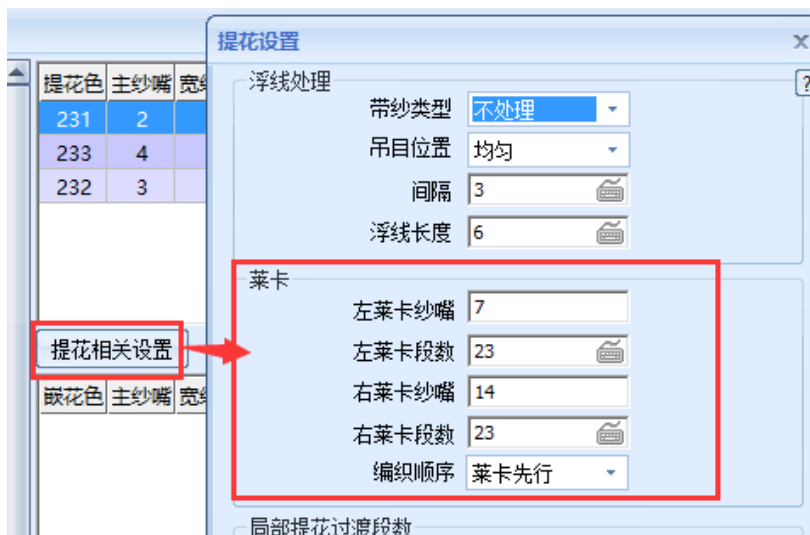 提花设置
提花色 主纱嘴
231 2
233 4
232 3
提花相关设置
嵌花色 主纱嘴
浮线处理
?
带纱类型 不处理
吊目位置 均匀
间隔 3
浮线长度 6
莱卡
左莱卡纱嘴 7
左莱卡段数 23
右莱卡纱嘴 14
右莱卡段数 23
编织顺序 莱卡先行
局部提花过渡段数